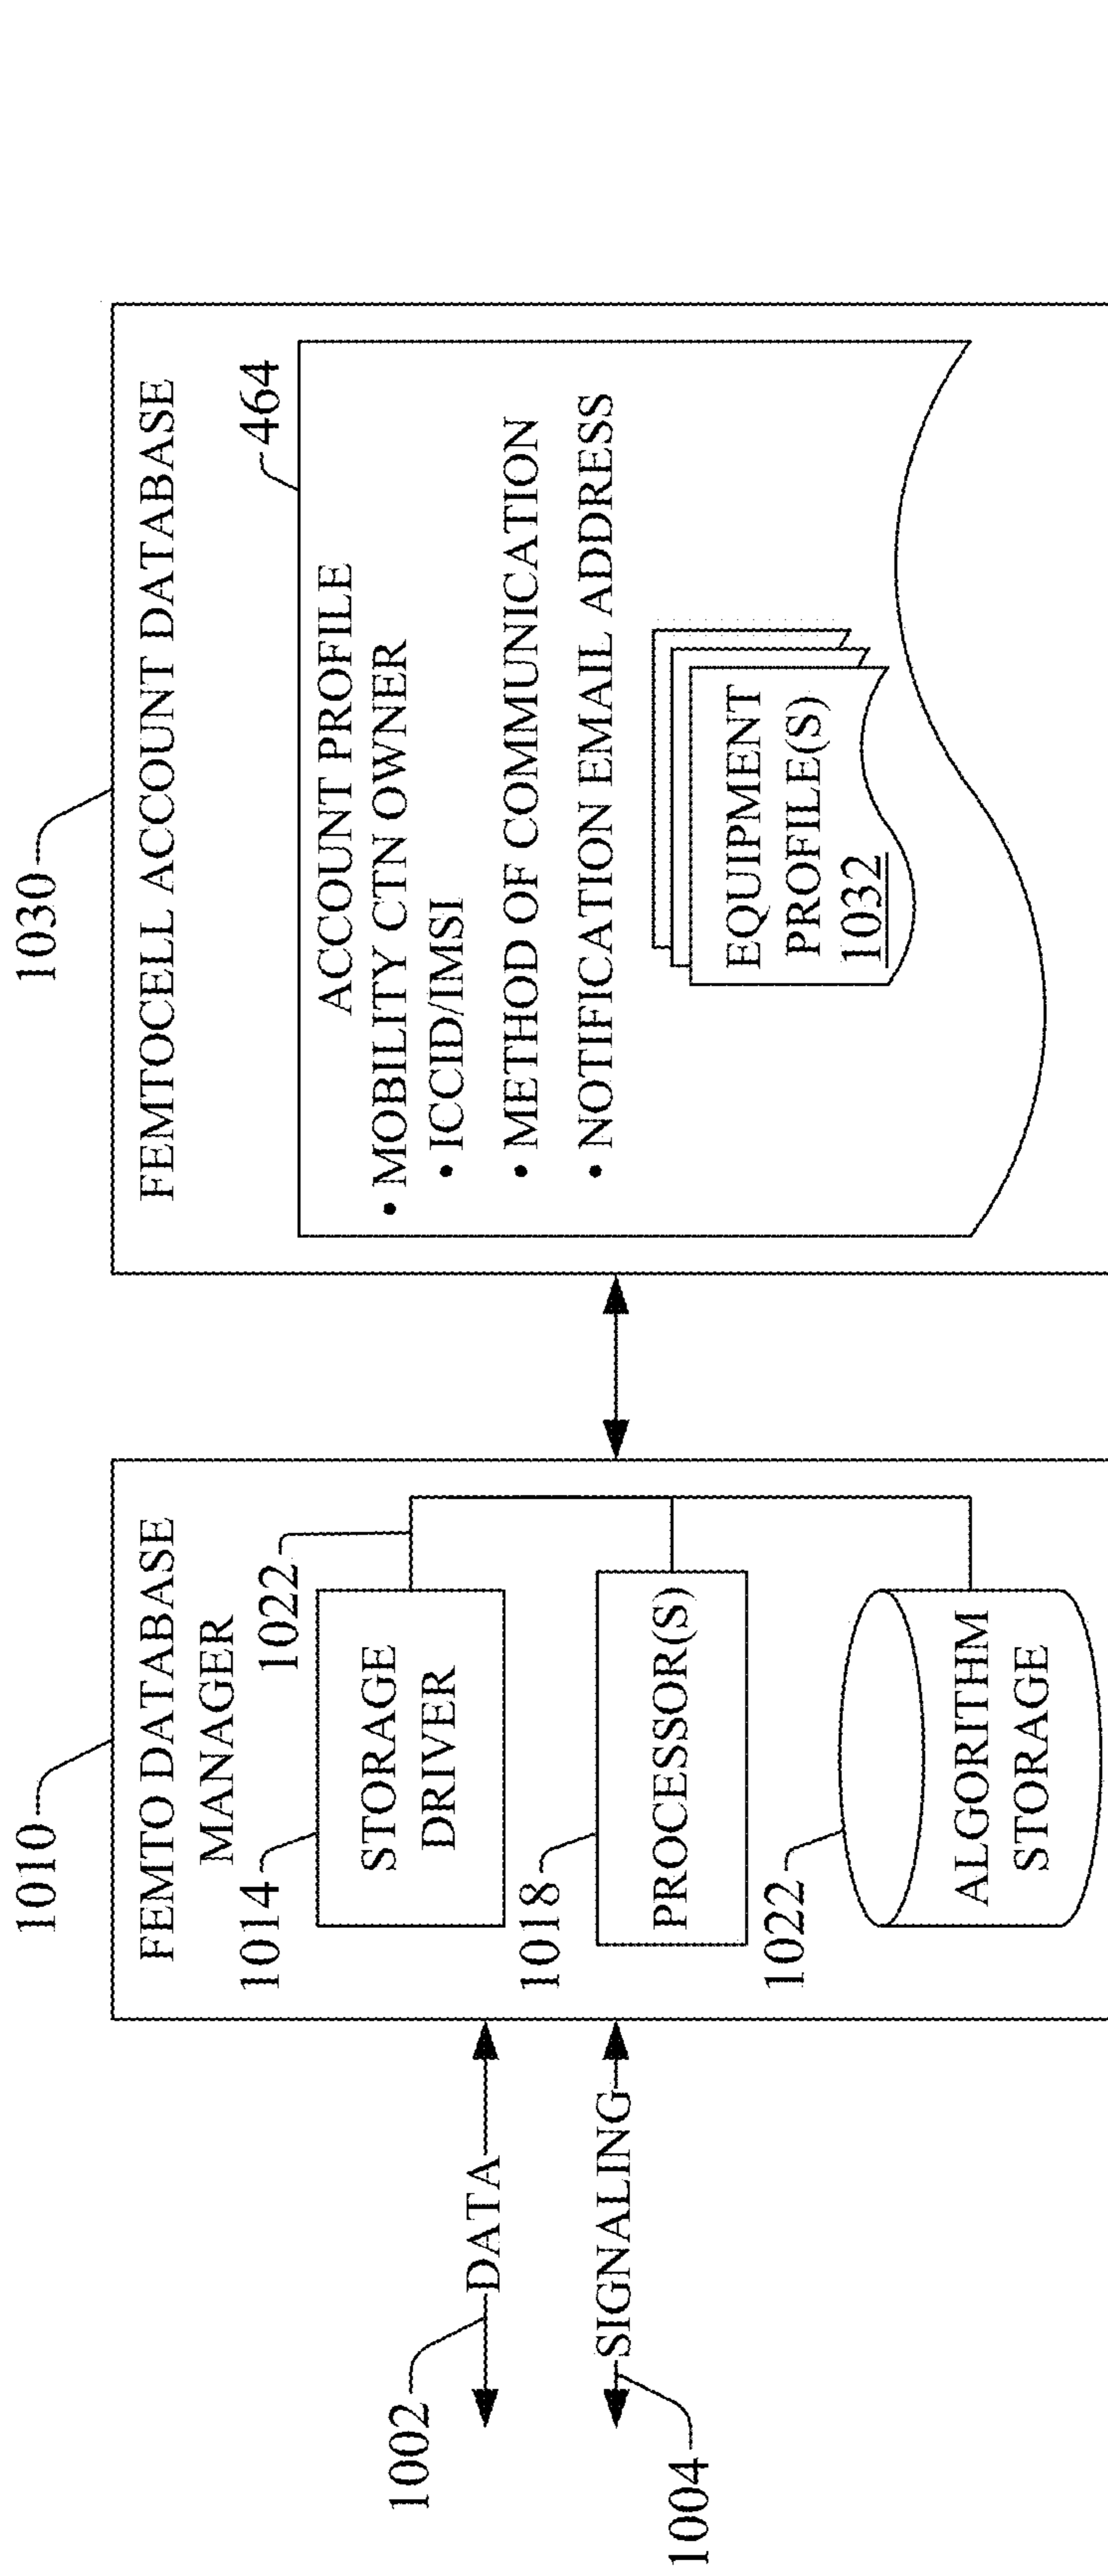 1010
FEMTO DATABASE
MANAGER
1022
1014
STORAGE
DRIVER
1018
PROCESSOR(S)
1022
ALGORITHM
STORAGE
1002
DATA
SIGNALING
1004
1030
FEMTOCELL ACCOUNT DATABASE
464
ACCOUNT PROFILE
• MOBILITY CTN OWNER
• ICCID/IMSI
• METHOD OF COMMUNICATION
• NOTIFICATION EMAIL ADDRESS
EQUIPMENT
PROFILE(S)
1032